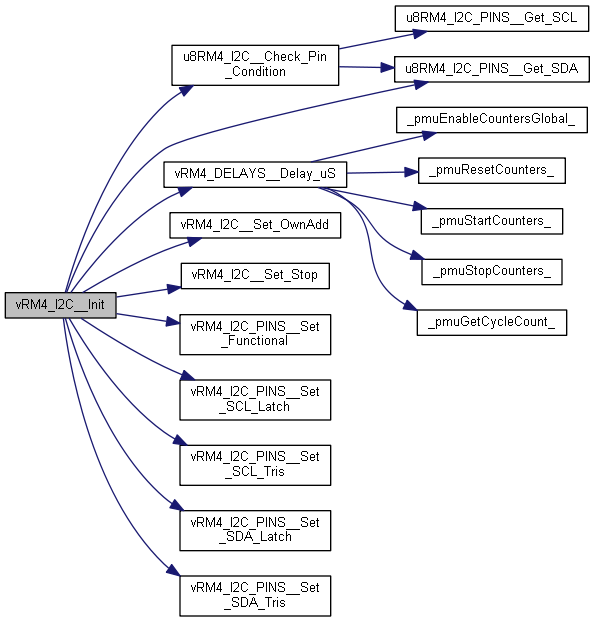 vRM4_I2C__Init
u8RM4_I2C__Check_Pin
_Condition
u8RM4_I2C_PINS__Get_SCL
u8RM4_I2C_PINS__Get_SDA
vRM4_DELAYS__Delay_uS
_pmuEnableCountersGlobal_
_pmuResetCounters_
_pmuStartCounters_
_pmuStopCounters_
_pmuGetCycleCount_
vRM4_I2C__Set_OwnAdd
vRM4_I2C__Set_Stop
vRM4_I2C_PINS__Set
_Functional
vRM4_I2C_PINS__Set
_SCL_Latch
vRM4_I2C_PINS__Set
_SCL_Tris
vRM4_I2C_PINS__Set
_SDA_Latch
vRM4_I2C_PINS__Set
_SDA_Tris